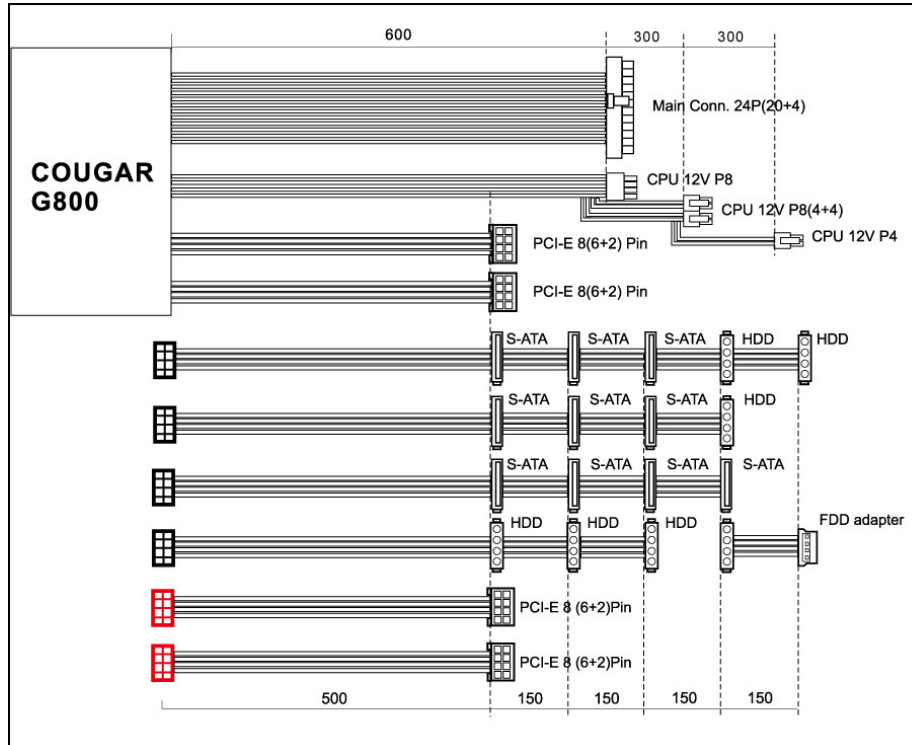 600
300
300
Main Conn. 24P(20+4)
COUGAR
G800
CPU 12V P8
CPU 12V P8(4+4)
CPU 12V P4
PCI-E 8(6+2) Pin
PCI-E 8(6+2) Pin
S-ATA S-ATA S-ATA HDD HDD
S-ATA S-ATA S-ATA HDD
S-ATA S-ATA S-ATA S-ATA
HDD HDD HDD FDD adapter
PCI-E 8 (6+2)Pin
PCI-E 8 (6+2)Pin
500 150 150 150 150